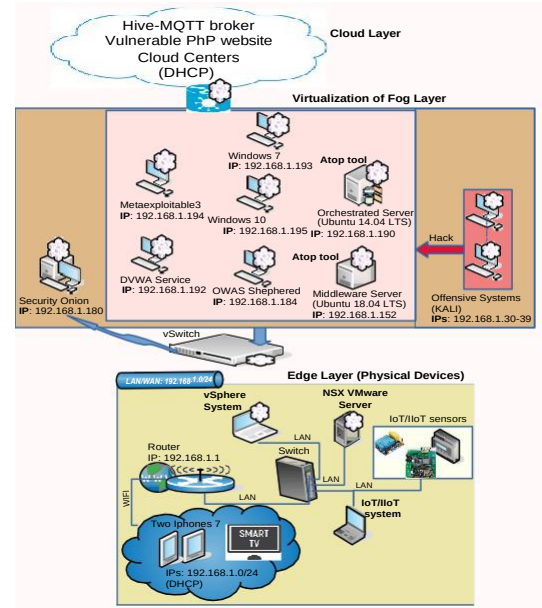 Hive-MQTT broker
Vulnerable PhP website
Cloud Centers
(DHCP)
Cloud Layer
Virtualization of Fog Layer
Windows 7
IP: 192.168.1.193
Atop tool
Metaexploitable3
IP: 192.168.1.194
Windows 10
IP: 192.168.1.195
Orchestrated Server
(Ubuntu 14.04 LTS)
IP: 192.168.1.190
Hack
Security Onion
IP: 192.168.1.180
DVWA Service
IP: 192.168.1.192
OWAS Shephered
IP: 192.168.1.184
Atop tool
Middleware Server
(Ubuntu 18.04 LTS)
IP: 192.168.1.152
Offensive Systems
(KALI)
IPs: 192.168.1.30-39
vSwitch
LAN/WAN: 192.168.1.0/24
Edge Layer (Physical Devices)
vSphere
System
NSX VMware
Server
IoT/IIoT sensors
LAN
Router
IP: 192.168.1.1
Switch
LAN
LAN
WIFI
LAN
IoT/IIoT
system
Two Iphones 7
SMART
TV
IPs: 192.168.1.0/24
(DHCP)